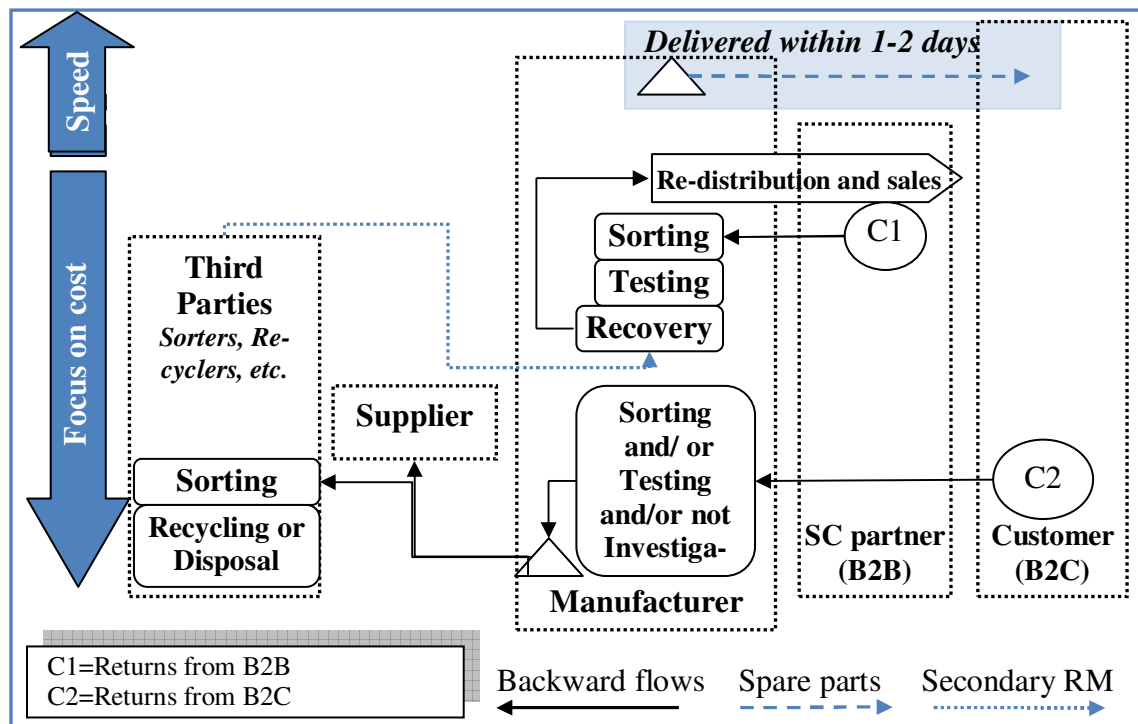 Speed
Focus on cost
Delivered within 1-2 days
Re-distribution and sales
Sorting
Testing
Recovery
C1
Third
Parties
Sorters, Re-
cyclers, etc.
Supplier
Sorting
Recycling or
Disposal
Sorting
and/ or
Testing
and/or not
Investiga-
Manufacturer
C2
SC partner
(B2B)
Customer
(B2C)
C1=Returns from B2B
C2=Returns from B2C
Backward flows
Spare parts
Secondary RM